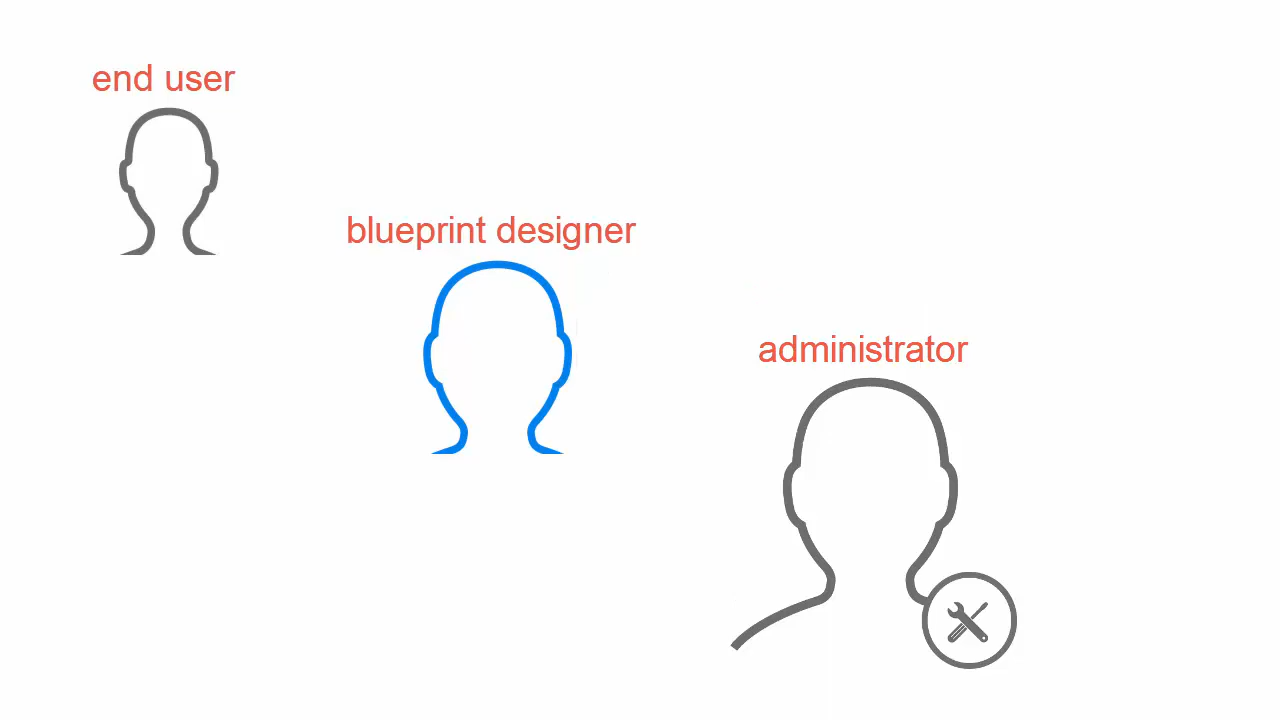 end user
blueprint designer
administrator